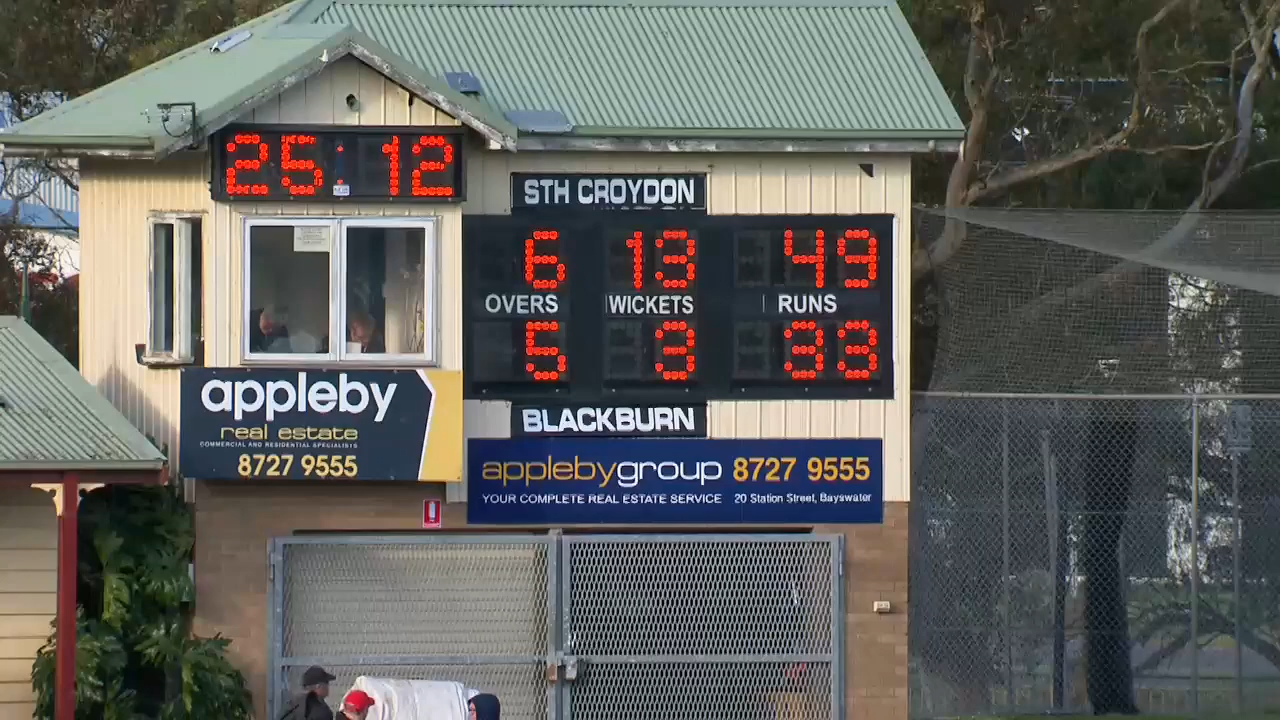 25:12
STH CROYDON
6 13 49
OVERS WICKETS RUNS
5 3 33
BLACKBURN
appleby
real estate
COMMERCIAL AND RESIDENTIAL SPECIALISTS
8727 9555
applebygroup 8727 9555
YOUR COMPLETE REAL ESTATE SERVICE 20 Station Street, Bayswater